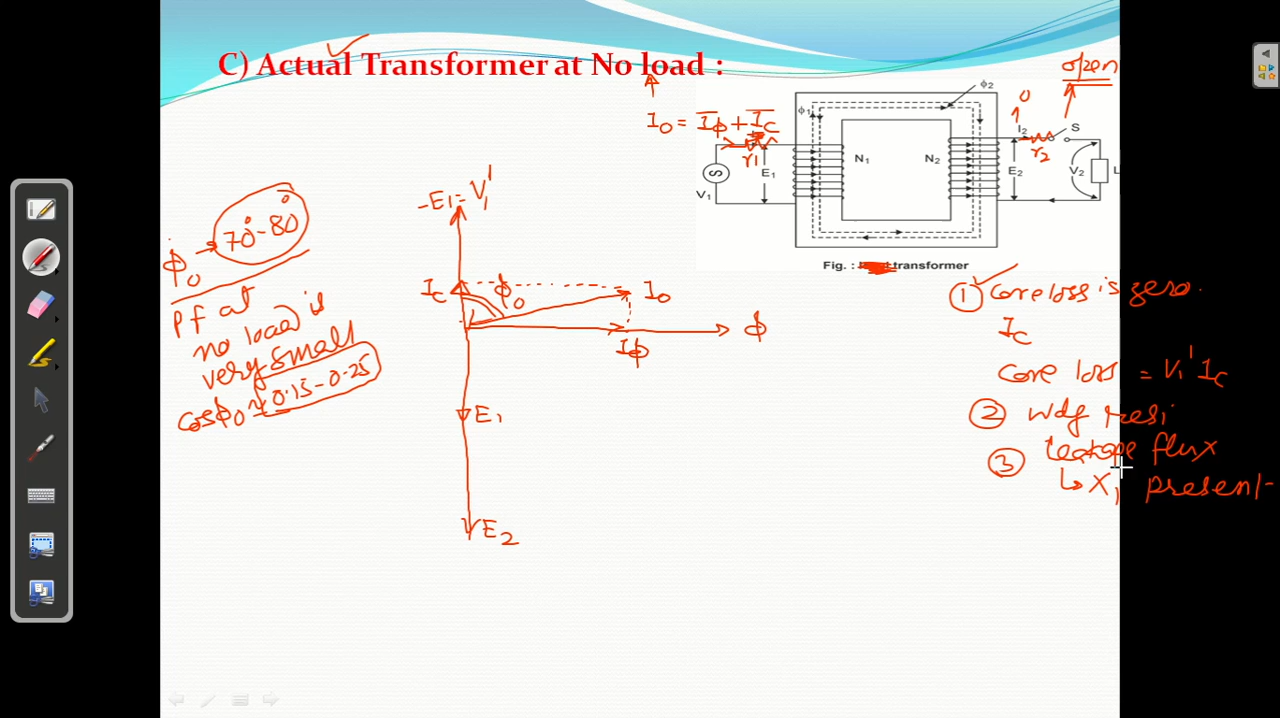 C) Actual Transformer at No load :
I₀ = I̅ϕ + I̅C
open
0
ϕ₂
ϕ₁
I₂
S
r₁
r₂
N₁
N₂
E₁
E₂
V₁
V₂
L
Fig. : transformer
-E₁ = V₁'
70° - 80°
ϕ₀ →
pf at
no load is
very small
cosϕ₀ ≈ 0.15 - 0.25
IC
ϕ₀
I₀
Iϕ
ϕ
E₁
E₂
① Core loss is zero.
IC
Core loss = V₁' IC
② wdg resi
③ Leakage flux
↳ X₁ present